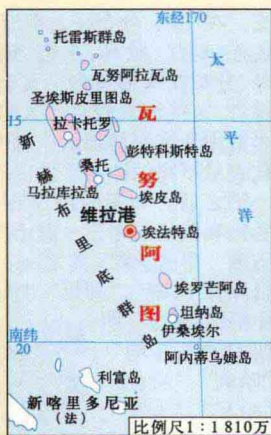 东经170
托雷斯群岛
太
瓦努阿拉瓦岛
圣埃斯皮里图岛
瓦
15
拉卡托罗
平
新
彭特科斯特岛
赫
桑托
努
马拉库拉岛
埃皮岛
布
维拉港
洋
埃法特岛
里
阿
底
埃罗芒阿岛
群
图
坦纳岛
岛
伊桑埃尔
南纬
20
阿内蒂乌姆岛
利富岛
新喀里多尼亚
(法)
比例尺1:1 810万